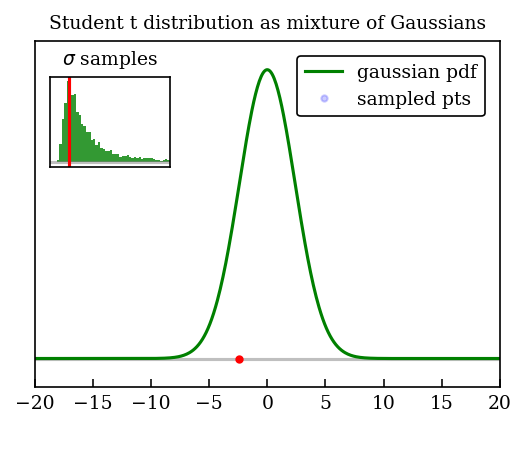 Student t distribution as mixture of Gaussians
σ samples
gaussian pdf
sampled pts
−20 −15 −10 −5 0 5 10 15 20